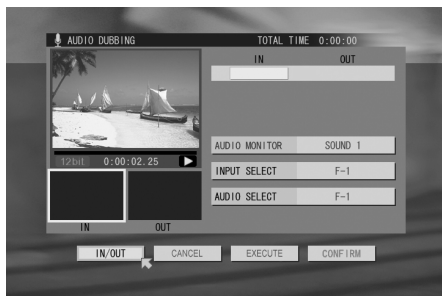 AUDIO DUBBING TOTAL TIME 0:00:00
IN OUT
AUDIO MONITOR SOUND 1
12bit 0:00:02.25
INPUT SELECT F-1
AUDIO SELECT F-1
IN OUT
IN/OUT CANCEL EXECUTE CONFIRM